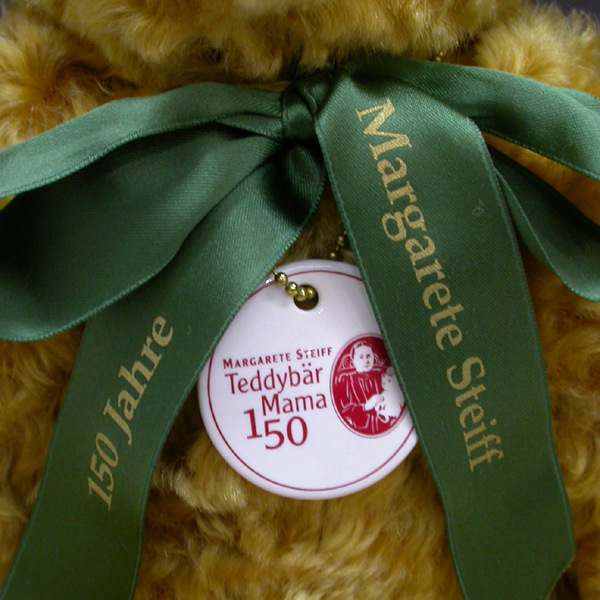 150 Jahre
Margarete Steiff
MARGARETE STEIFF
Teddybär
Mama
150